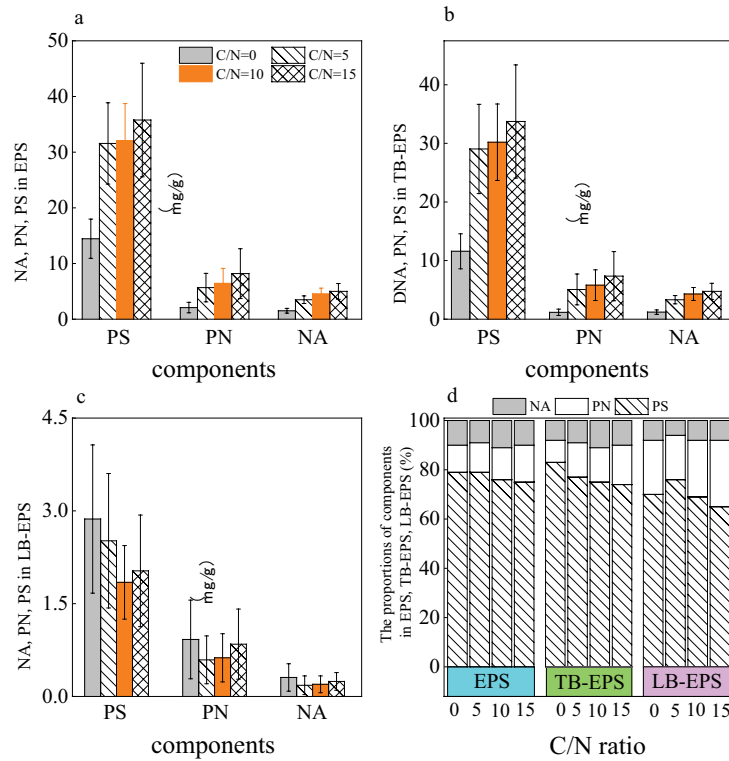 a
C/N=0
C/N=5
C/N=10
C/N=15
NA, PN, PS in EPS
(mg/g)
50
40
30
20
10
0
PS
PN
NA
components
b
DNA, PN, PS in TB-EPS
(mg/g)
40
30
20
10
0
PS
PN
NA
components
c
NA, PN, PS in LB-EPS
(mg/g)
4.5
3.0
1.5
0.0
PS
PN
NA
components
d
NA
PN
PS
The proportions of components
in EPS, TB-EPS, LB-EPS (%)
100
80
60
40
20
0
EPS
TB-EPS
LB-EPS
0 5 10 15 0 5 10 15 0 5 10 15
C/N ratio